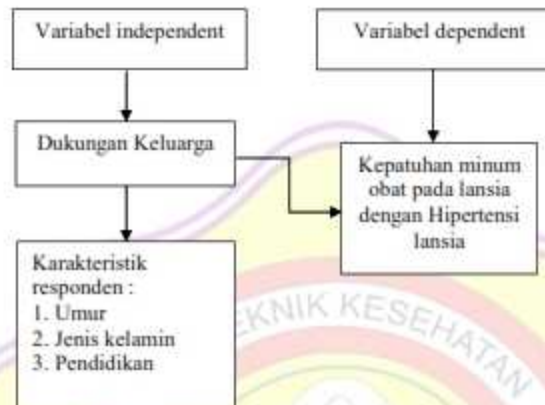 Variabel independent
Variabel dependent
Dukungan Keluarga
Kepatuhan minum
obat pada lansia
dengan Hipertensi
lansia
Karakteristik
responden :
1. Umur
2. Jenis kelamin
3. Pendidikan
TEKNIK KESEHATAN